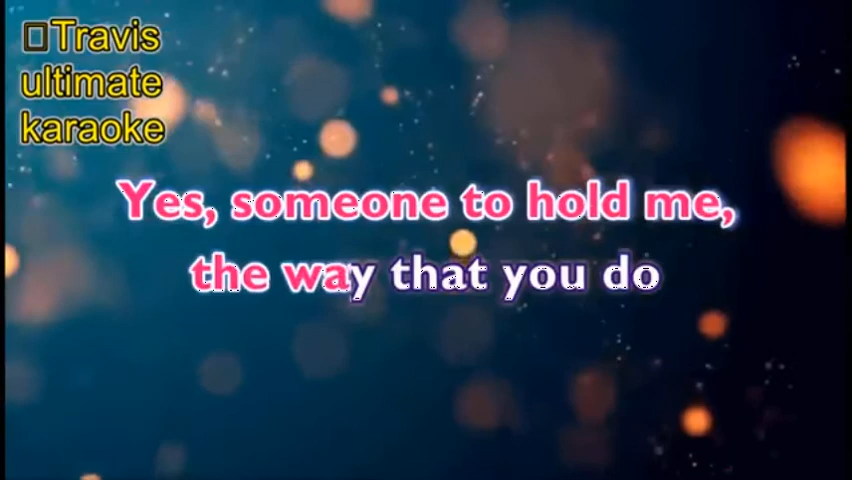 Travis
ultimate
karaoke
Yes, someone to hold me,
the way that you do